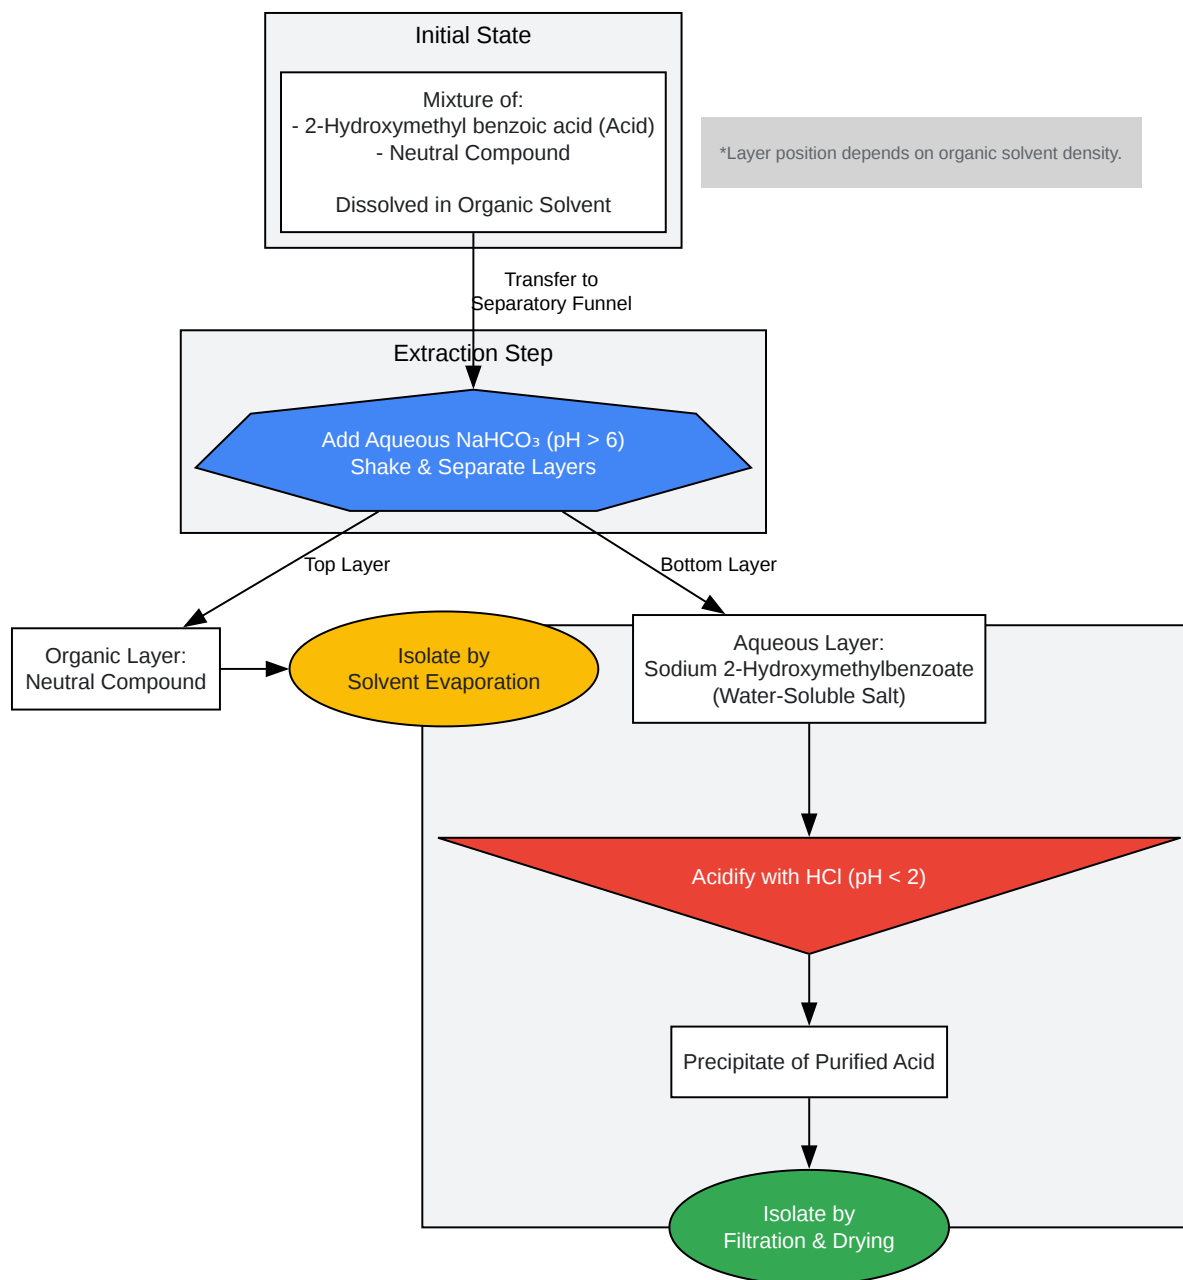 Initial State
Mixture of:
- 2-Hydroxymethyl benzoic acid (Acid)
- Neutral Compound
Dissolved in Organic Solvent
*Layer position depends on organic solvent density.
Transfer to
Separatory Funnel
Extraction Step
Add Aqueous NaHCO₃ (pH > 6)
Shake & Separate Layers
Top Layer
Bottom Layer
Organic Layer:
Neutral Compound
Isolate by
Solvent Evaporation
Aqueous Layer:
Sodium 2-Hydroxymethylbenzoate
(Water-Soluble Salt)
Acidify with HCl (pH < 2)
Precipitate of Purified Acid
Isolate by
Filtration & Drying